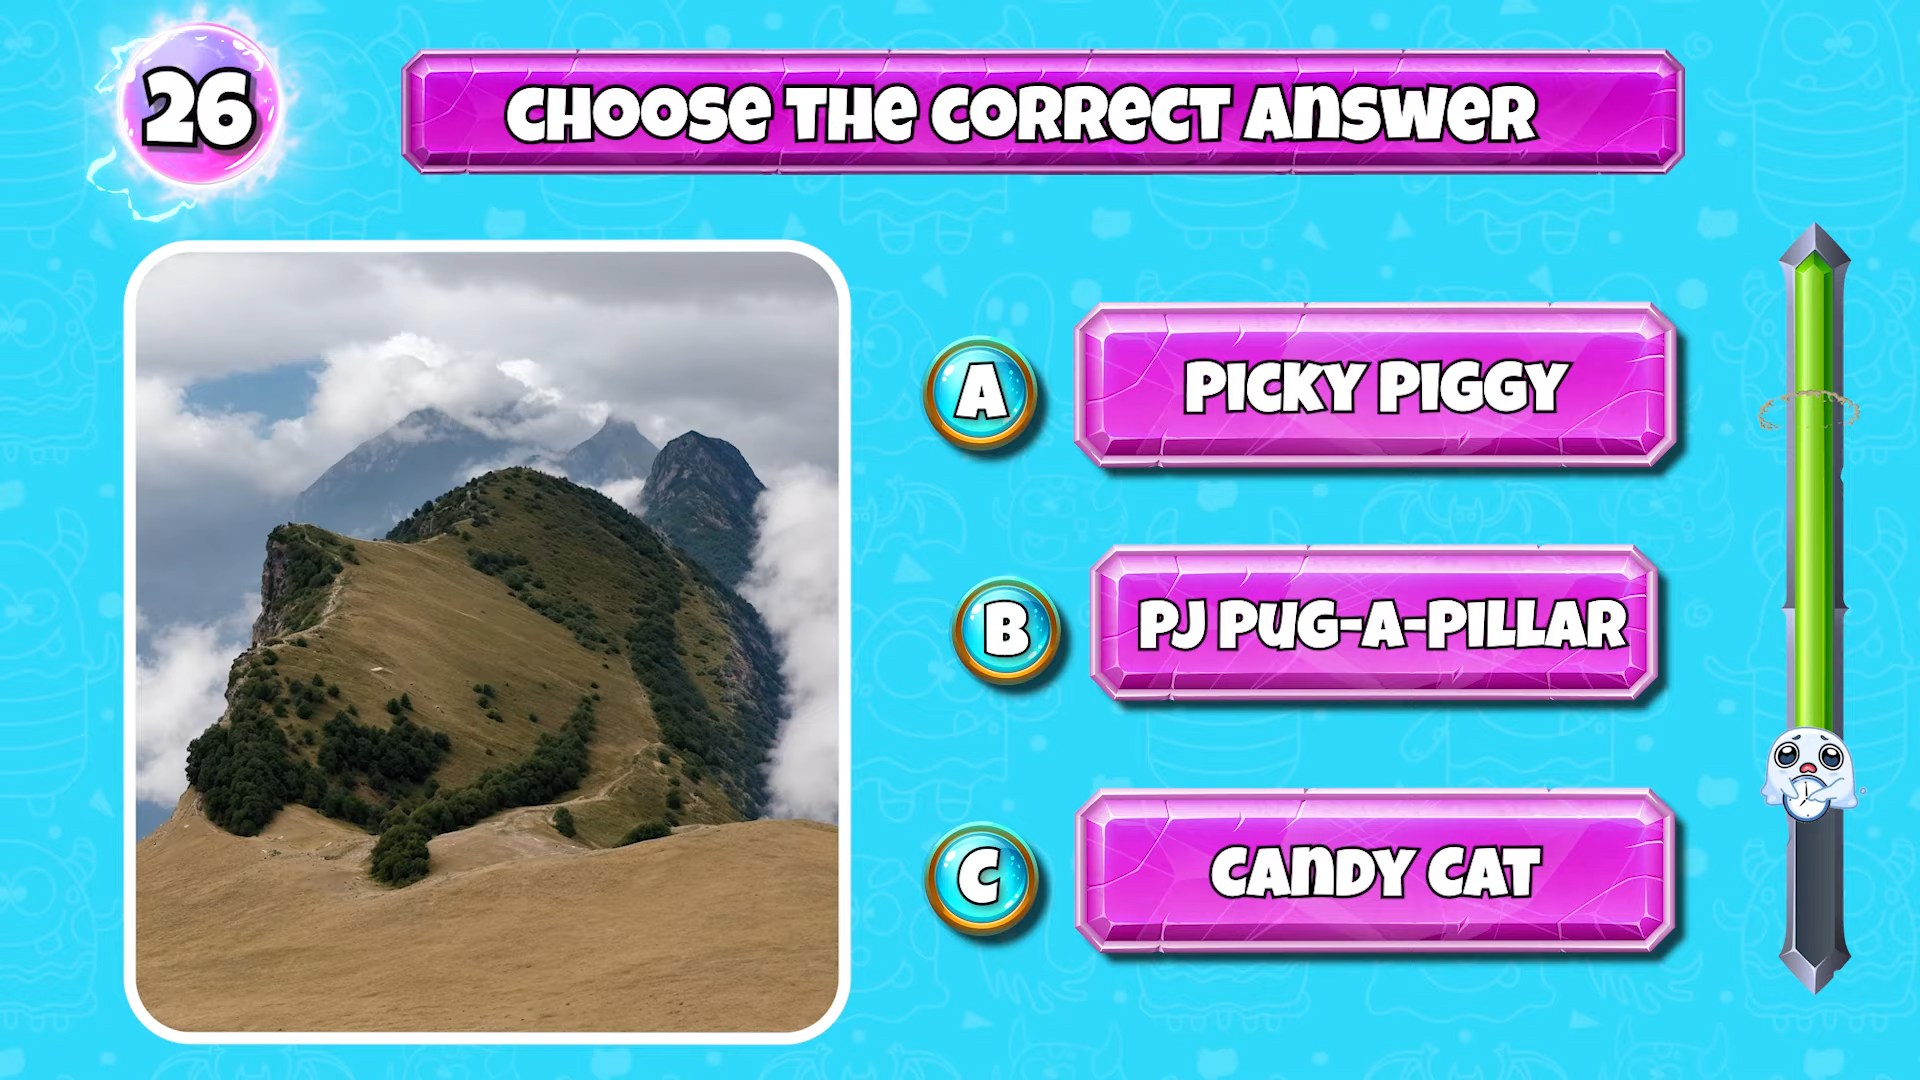 26
CHOOSE THE CORRECT ANSWER
A
PICKY PIGGY
B
PJ PUG-A-PILLAR
C
CANDY CAT